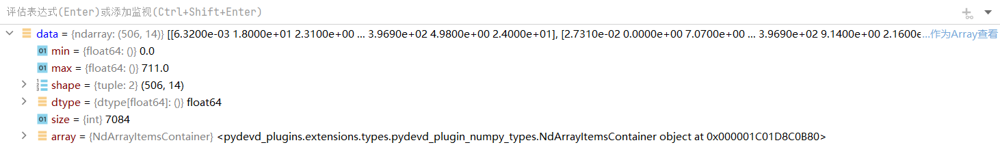 评估表达式(Enter)或添加监视(Ctrl+Shift+Enter)
data = {ndarray: (506, 14)} [[6.3200e-03 1.8000e+01 2.3100e+00 ... 3.9690e+02 4.9800e+00 2.4000e+01], [2.7310e-02 0.0000e+00 7.0700e+00 ... 3.9690e+02 9.1400e+00 2.1600e...作为Array查看
01 min = {float64: ()} 0.0
01 max = {float64: ()} 711.0
shape = {tuple: 2} (506, 14)
dtype = {dtype[float64]: ()} float64
01 size = {int} 7084
array = {NdArrayItemsContainer} <pydevd_plugins.extensions.types.pydevd_plugin_numpy_types.NdArrayItemsContainer object at 0x000001C01D8C0B80>